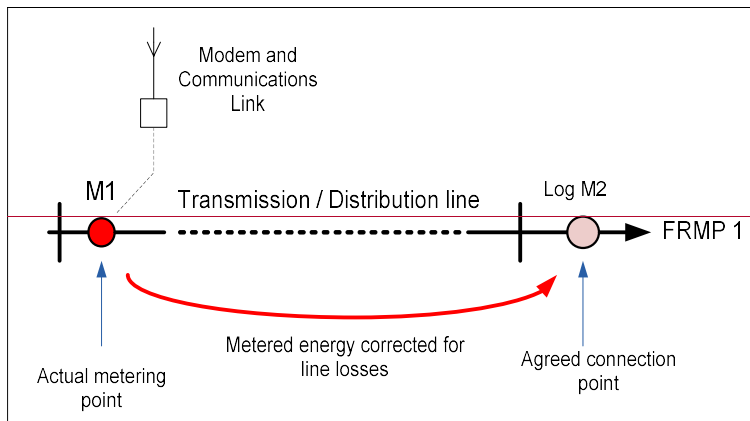 Modem and
Communications
Link
M1
Transmission / Distribution line
Log M2
FRMP 1
Metered energy corrected for
line losses
Actual metering
point
Agreed connection
point